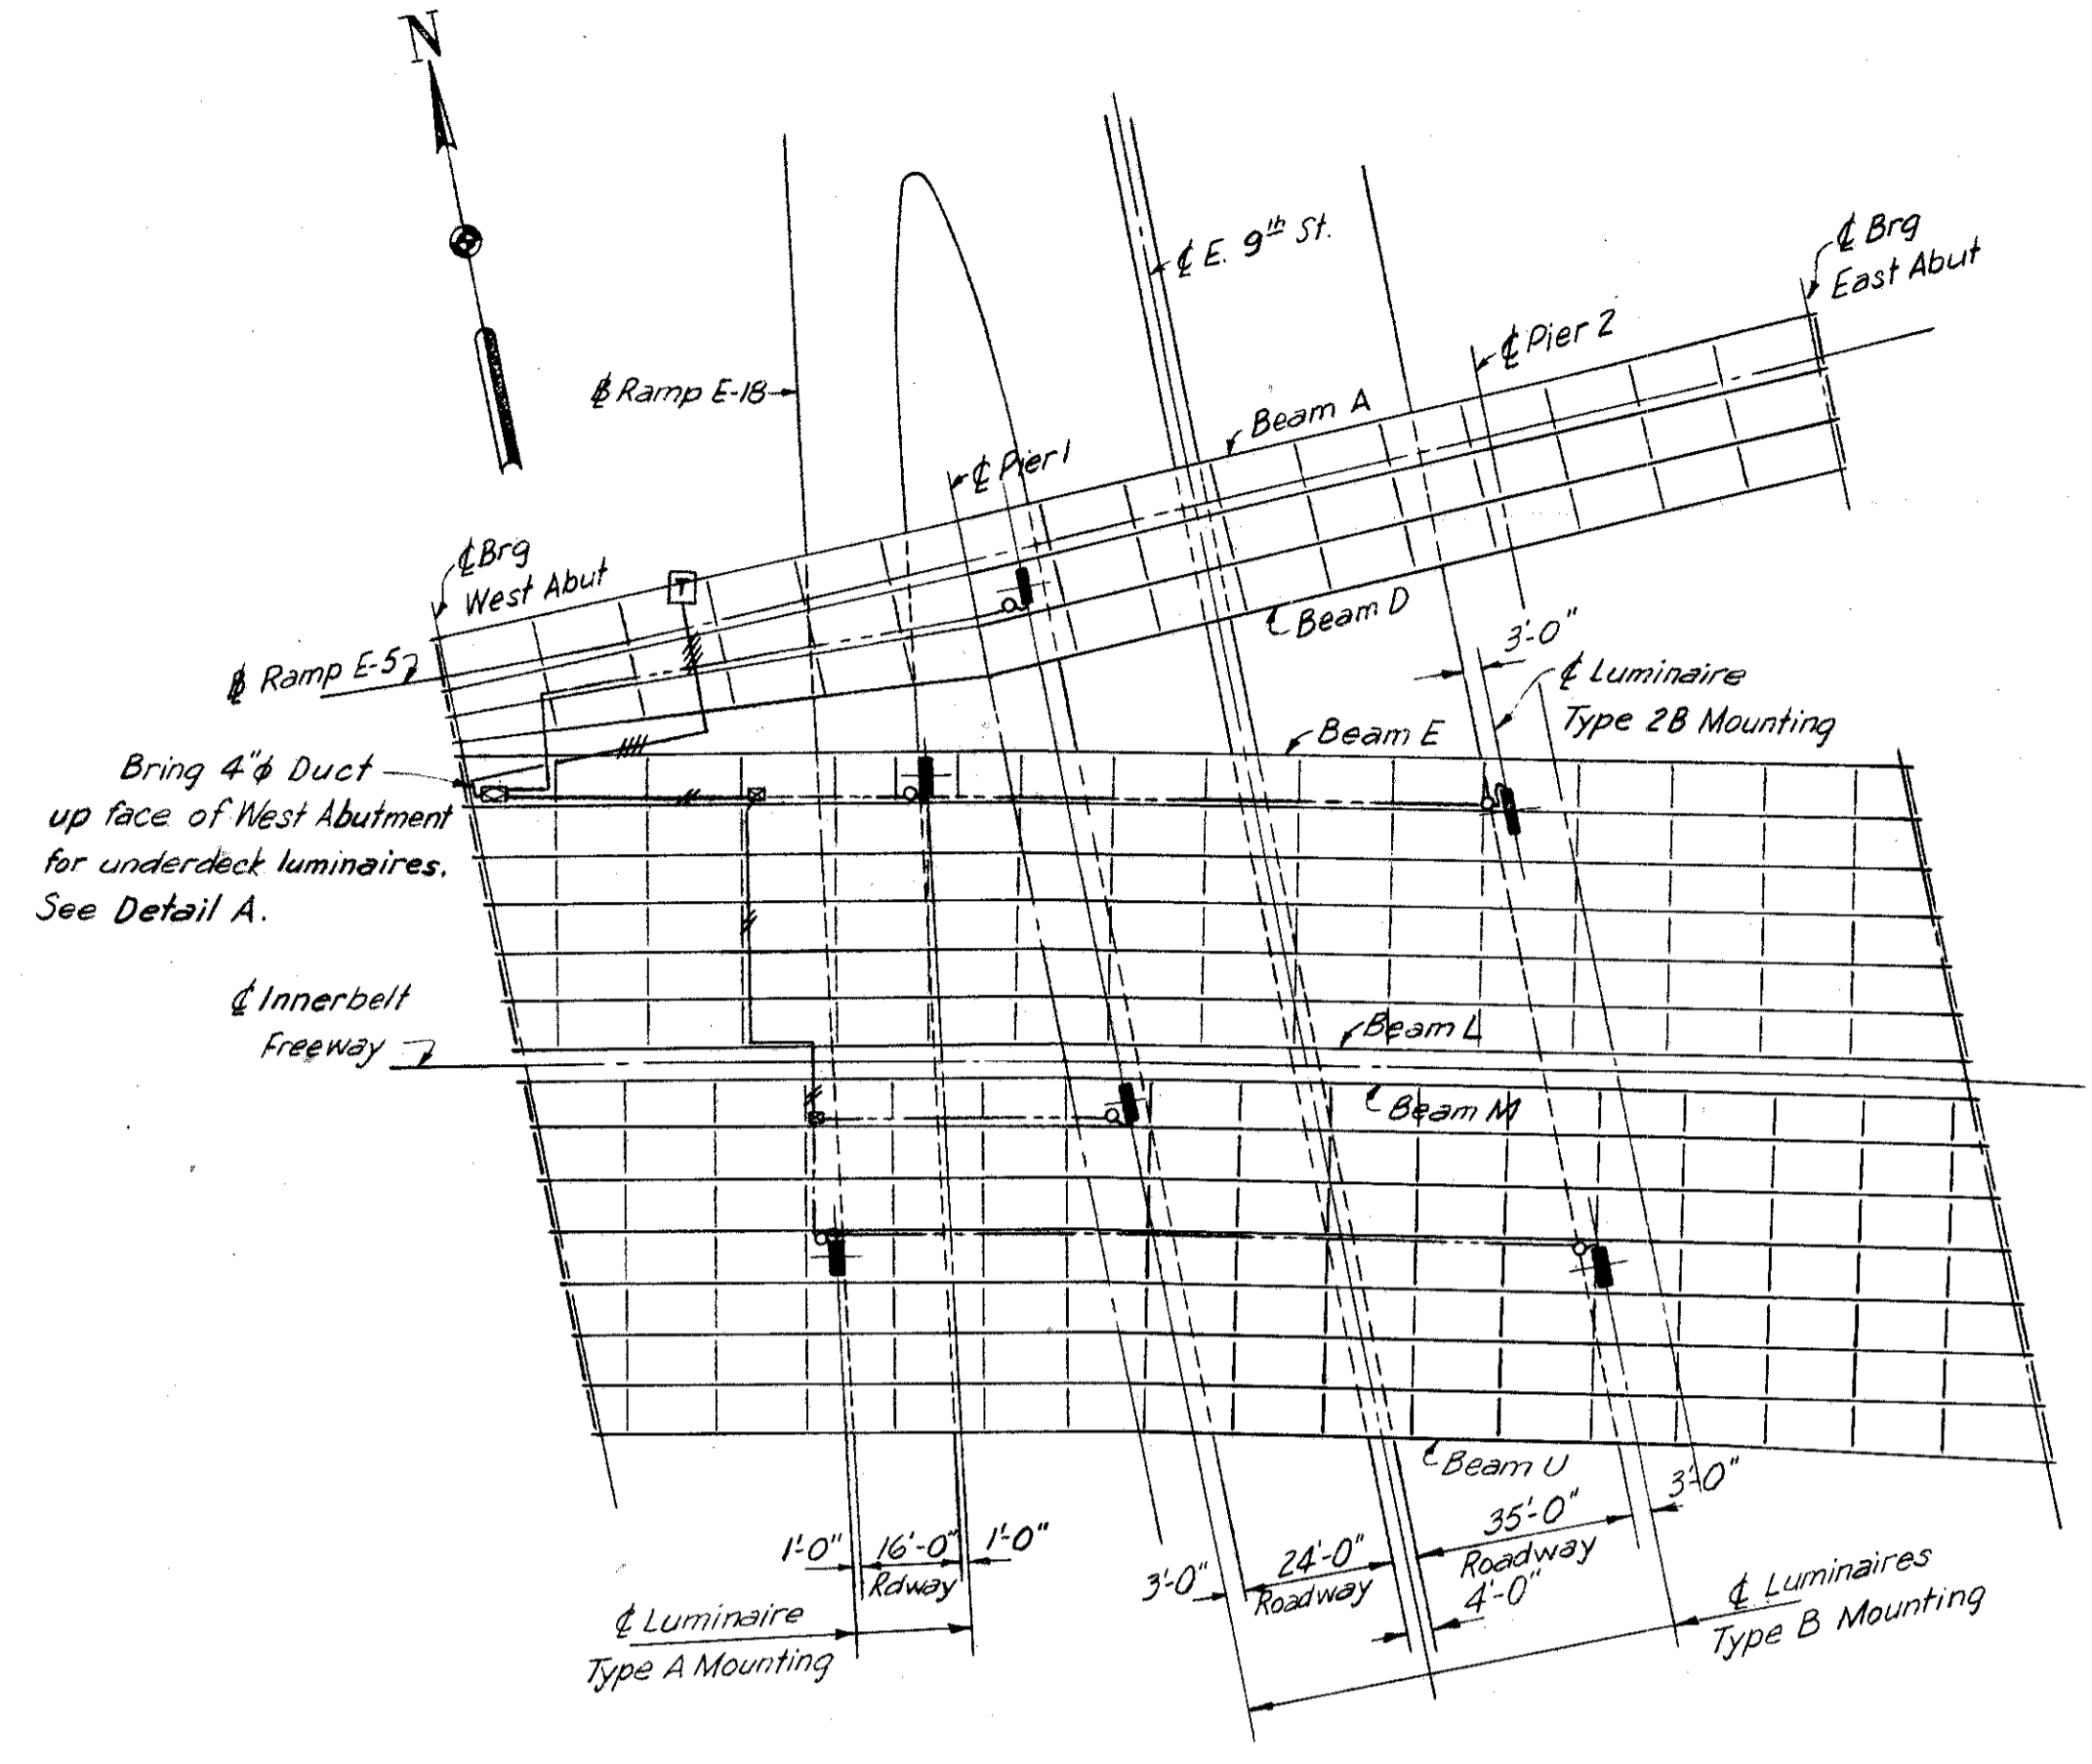 N
℄ E. 9th St.
℄ Brg
East Abut
℄ Pier 2
Beam A
℄ Pier 1
B Ramp E-18
℄ Brg
West Abut
T
B Ramp E-5
Beam D
3'-0"
℄ Luminaire
Type 2B Mounting
Beam E
Bring 4"φ Duct
up face of West Abutment
for underdeck luminaires.
See Detail A.
℄ Innerbelt
Freeway
Beam L
Beam M
Beam U
3'-0"
35'-0"
Roadway
1'-0"
16'-0"
Rdway
1'-0"
3'-0"
24'-0"
Roadway
4'-0"
℄ Luminaire
Type A Mounting
℄ Luminaires
Type B Mounting